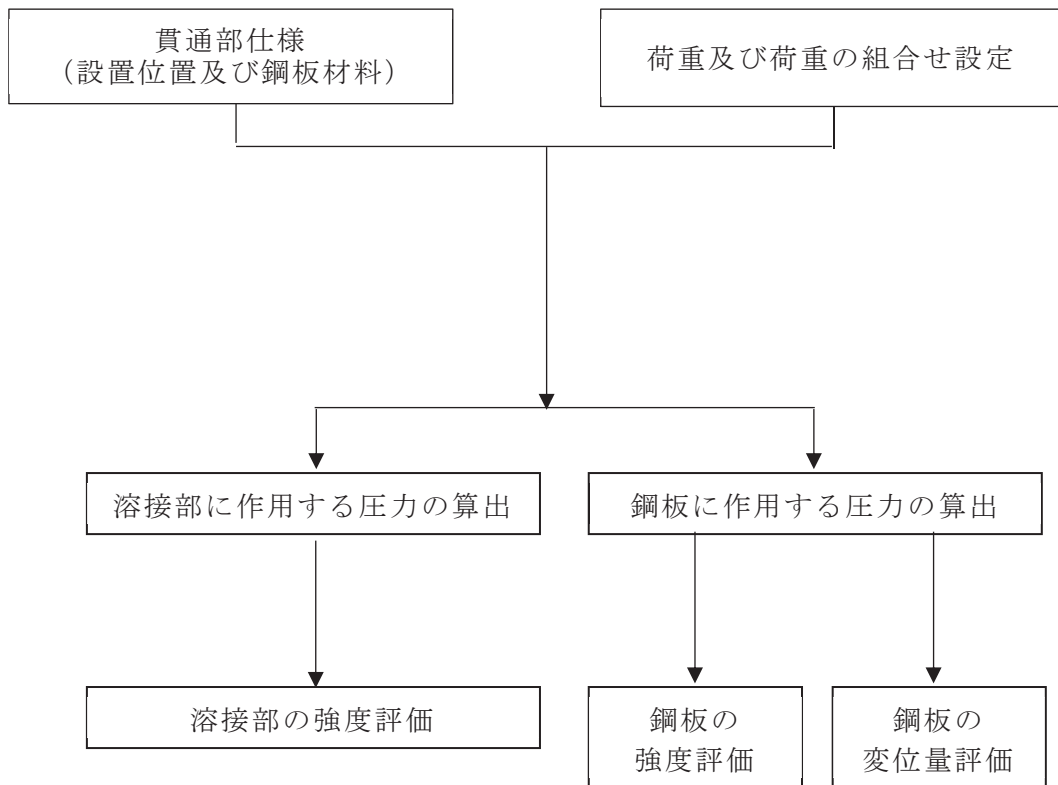 貫通部仕様
（設置位置及び鋼板材料）
荷重及び荷重の組合せ設定
溶接部に作用する圧力の算出
鋼板に作用する圧力の算出
溶接部の強度評価
鋼板の
強度評価
鋼板の
変位量評価